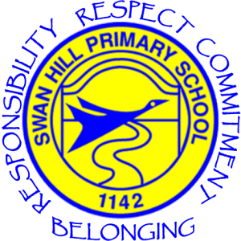 RESPONSIBILITY RESPECT COMMITMENT
SWAN HILL PRIMARY SCHOOL
1142
BELONGING